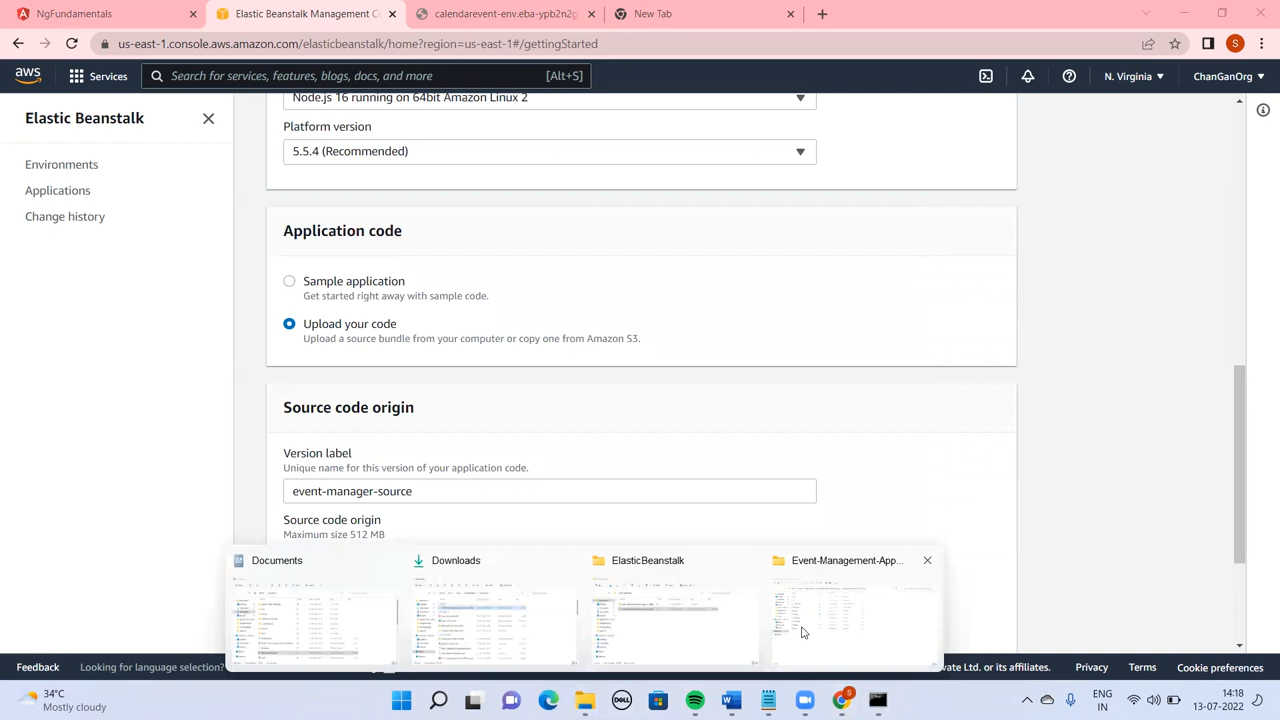 NgFundamentals
Elastic Beanstalk Management C
calendarevent-env.eba-ypb2n2g
New Tab
us-east-1.console.aws.amazon.com/elasticbeanstalk/home?region=us-east-1#/gettingStarted
aws
Services
Search for services, features, blogs, docs, and more
[Alt+S]
N. Virginia
ChanGanOrg
Elastic Beanstalk
Environments
Applications
Change history
Node.js 16 running on 64bit Amazon Linux 2
Platform version
5.5.4 (Recommended)
Application code
Sample application
Get started right away with sample code.
Upload your code
Upload a source bundle from your computer or copy one from Amazon S3.
Source code origin
Version label
Unique name for this version of your application code.
event-manager-source
Source code origin
Maximum size 512 MB
Documents
Downloads
ElasticBeanstalk
Event-Management-App...
Feedback
Looking for language selection?
vate Ltd. or its affiliates.
Privacy
Terms
Cookie preferences
34°C
Mostly cloudy
DELL
S
ENG
IN
14:18
13-07-2022